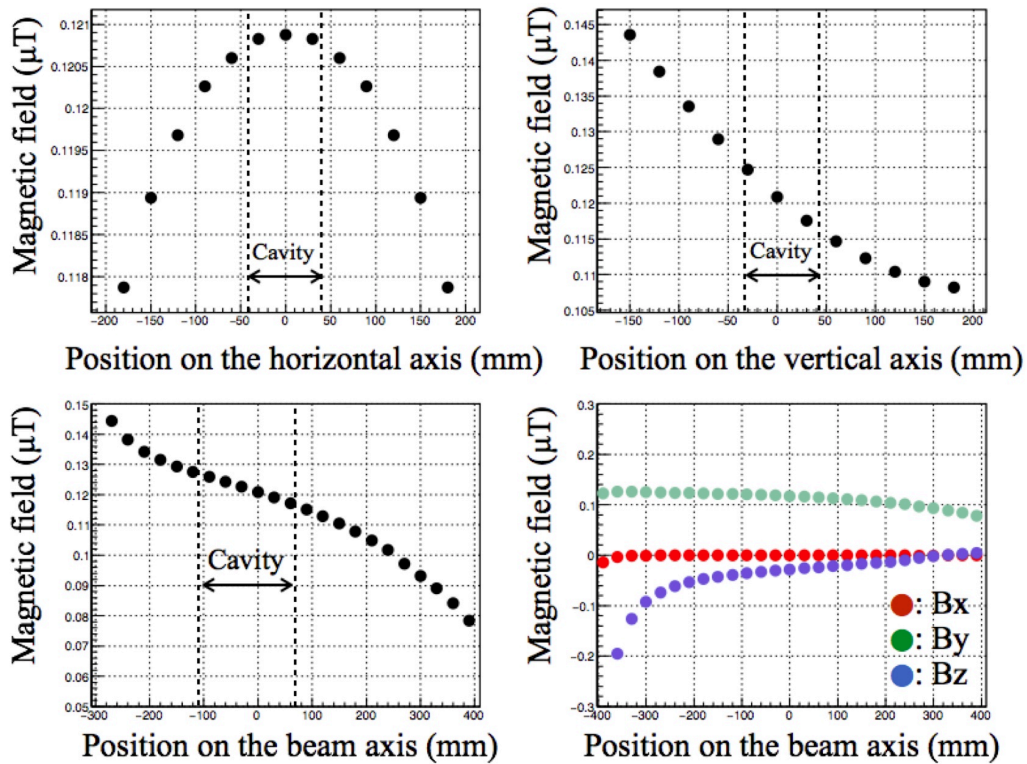 Magnetic field (μT)
0.121
0.1205
0.12
0.1195
0.119
0.1185
0.118
Cavity
−200 −150 −100 −50 0 50 100 150 200
Position on the horizontal axis (mm)
Magnetic field (μT)
0.145
0.14
0.135
0.13
0.125
0.12
0.115
0.11
0.105
Cavity
−150 −100 −50 0 50 100 150 200
Position on the vertical axis (mm)
Magnetic field (μT)
0.15
0.14
0.13
0.12
0.11
0.1
0.09
0.08
0.07
0.06
0.05
Cavity
−300 −200 −100 0 100 200 300 400
Position on the beam axis (mm)
Magnetic field (μT)
0.3
0.2
0.1
0
−0.1
−0.2
−0.3
: Bx
: By
: Bz
−400 −300 −200 −100 0 100 200 300 400
Position on the beam axis (mm)